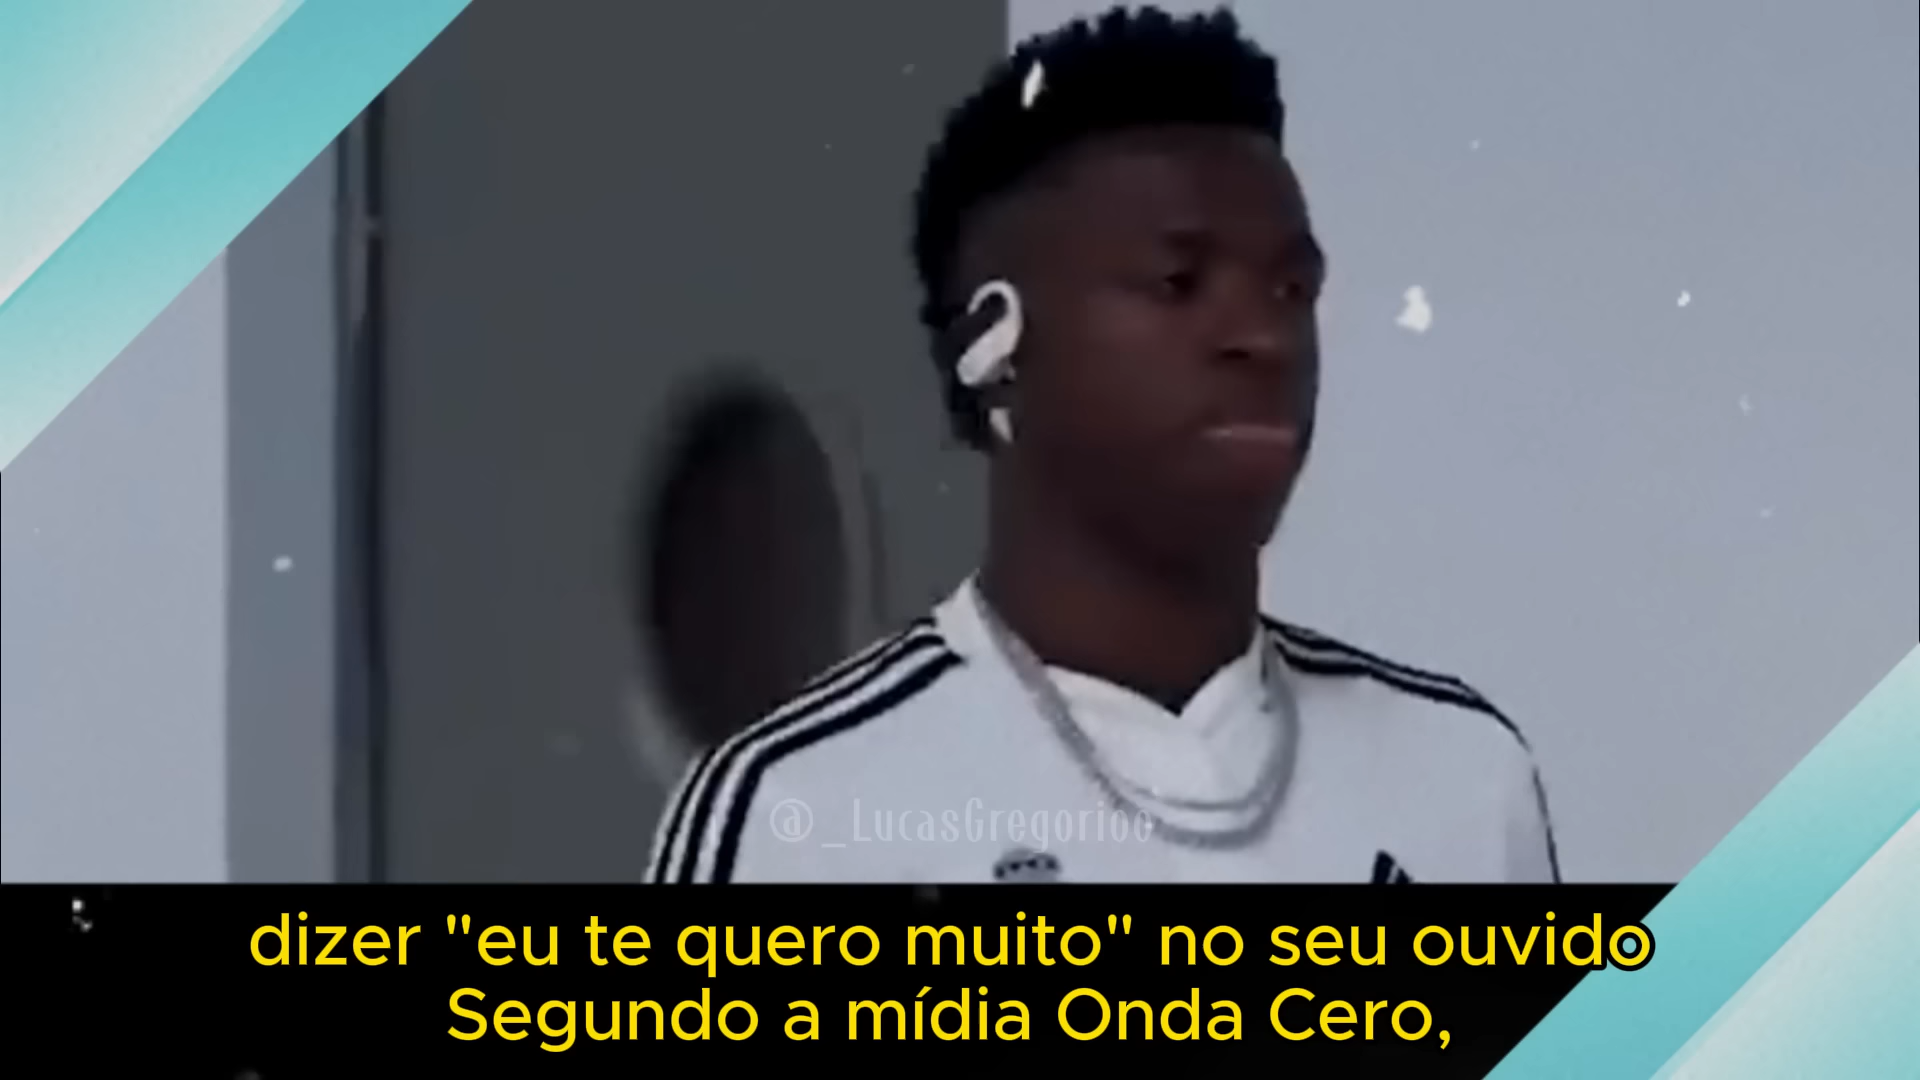 @_LucasGregorioo
dizer "eu te quero muito" no seu ouvido
Segundo a mídia Onda Cero,